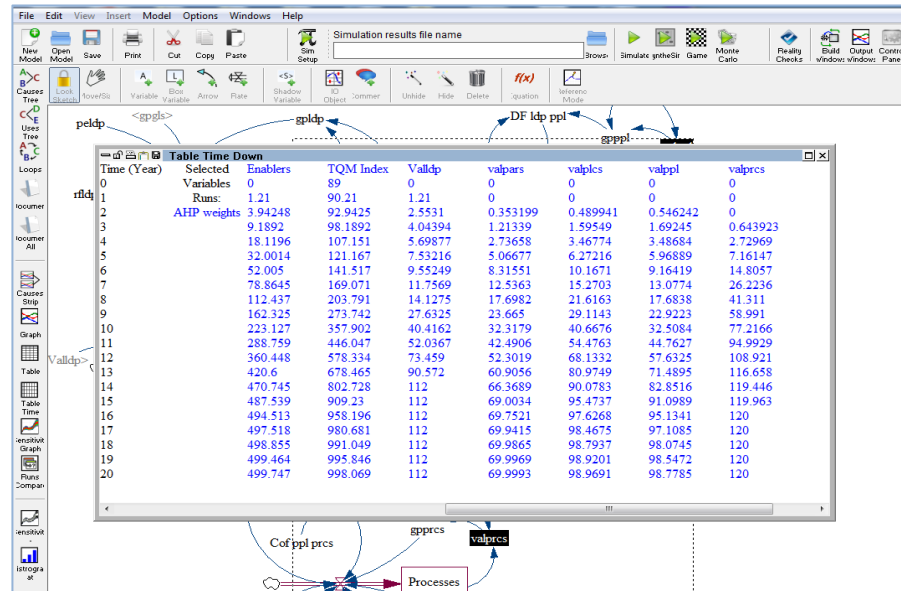 File Edit View Insert Model Options Windows Help
Simulation results file name
New Model Open Model Save Print Cut Copy Paste Sim Setup Simulate Game Monte Carlo Reality Checks Build Output
Causes Tree Lock Sketch Variable Box Variable Arrow Rate <S> Shadow Variable IO Object Unhide Hide Delete f(x) Mode
Uses Tree
Loops
All
Causes Strip
Graph
Table
Table Time
Graph
Runs
peldp
<gpgls>
gpldp
DF ldp ppl
gpppl
Table Time Down
Time (Year) Selected Enablers TQM Index Valldp valpars valplcs valppl valprcs
0 Variables 0 89 0 0 0 0 0
1 Runs: 1.21 90.21 1.21 0 0 0 0
2 AHP weights 3.94248 92.9425 2.5531 0.353199 0.489941 0.546242 0
3 9.1892 98.1892 4.04394 1.21339 1.59549 1.69245 0.643923
4 18.1196 107.151 5.69877 2.73658 3.46774 3.48684 2.72969
5 32.0014 121.167 7.53216 5.06677 6.27216 5.96889 7.16147
6 52.005 141.517 9.55249 8.31551 10.1671 9.16419 14.8057
7 78.8645 169.071 11.7569 12.5363 15.2703 13.0774 26.2236
8 112.437 203.791 14.1275 17.6982 21.6163 17.6838 41.311
9 162.325 273.742 27.6325 23.665 29.1143 22.9223 58.991
10 223.127 357.902 40.4162 32.3179 40.6676 32.5084 77.2166
11 288.759 446.047 52.0367 42.4906 54.4763 44.7627 94.9929
12 360.448 578.334 73.459 52.3019 68.1332 57.6325 108.921
13 420.6 678.465 90.572 60.9056 80.9749 71.4895 116.658
14 470.745 802.728 112 66.3689 90.0783 82.8516 119.446
15 487.539 909.23 112 69.0034 95.4737 91.0989 119.963
16 494.513 958.196 112 69.7521 97.6268 95.1341 120
17 497.518 980.681 112 69.9415 98.4675 97.1085 120
18 498.855 991.049 112 69.9865 98.7937 98.0745 120
19 499.464 995.846 112 69.9969 98.9201 98.5472 120
20 499.747 998.069 112 69.9993 98.9691 98.7785 120
Valldp>
Cof ppl prcs
gpprcs
valprcs
Processes